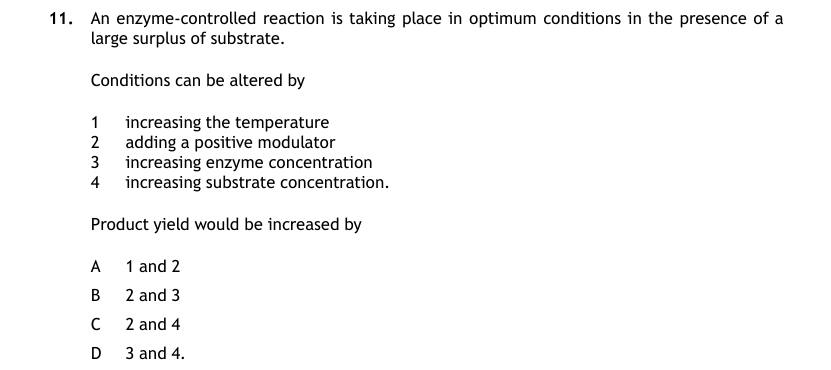 11. An enzyme-controlled reaction is taking place in optimum conditions in the presence of a
large surplus of substrate.
Conditions can be altered by
1 increasing the temperature
2 adding a positive modulator
3 increasing enzyme concentration
4 increasing substrate concentration.
Product yield would be increased by
A 1 and 2
B 2 and 3
C 2 and 4
D 3 and 4.